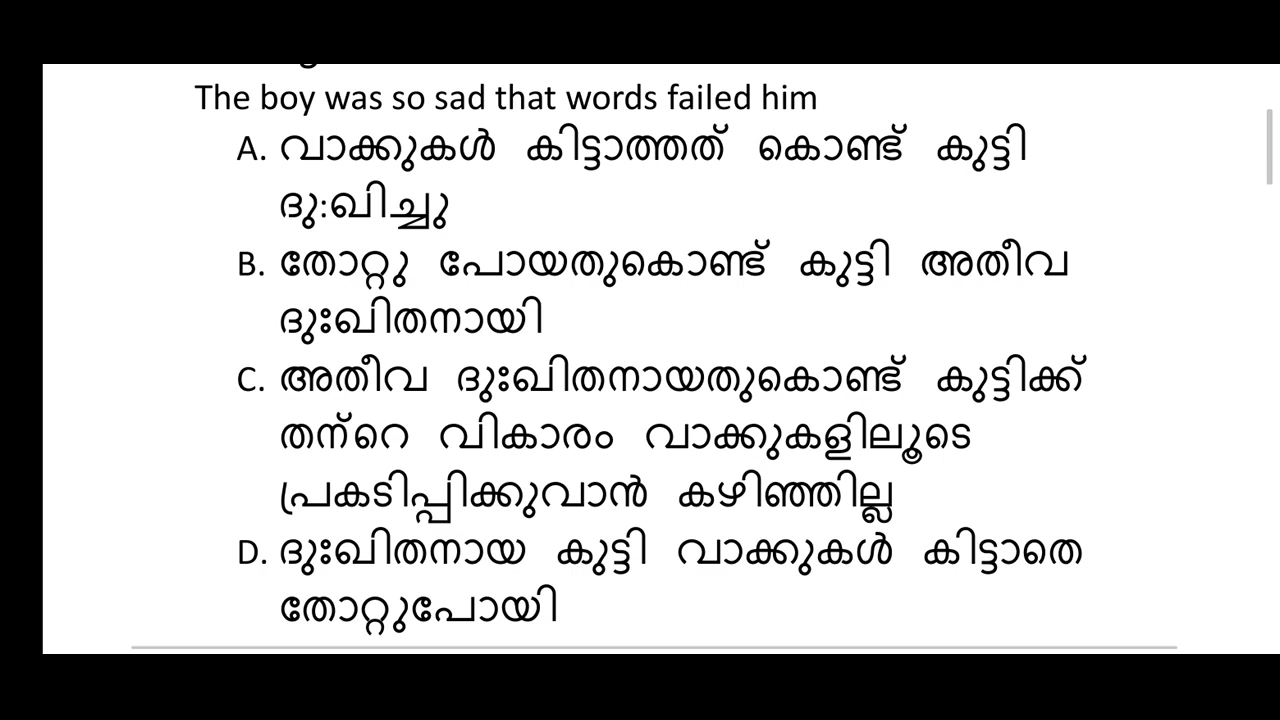 The boy was so sad that words failed him
A. വാക്കുകൾ കിട്ടാത്തത് കൊണ്ട് കുട്ടി
ദു:ഖിച്ചു
B. തോറ്റു പോയതുകൊണ്ട് കുട്ടി അതീവ
ദുഃഖിതനായി
C. അതീവ ദുഃഖിതനായതുകൊണ്ട് കുട്ടിക്ക്
തന്റെ വികാരം വാക്കുകളിലൂടെ
പ്രകടിപ്പിക്കുവാൻ കഴിഞ്ഞില്ല
D. ദുഃഖിതനായ കുട്ടി വാക്കുകൾ കിട്ടാതെ
തോറ്റുപോയി